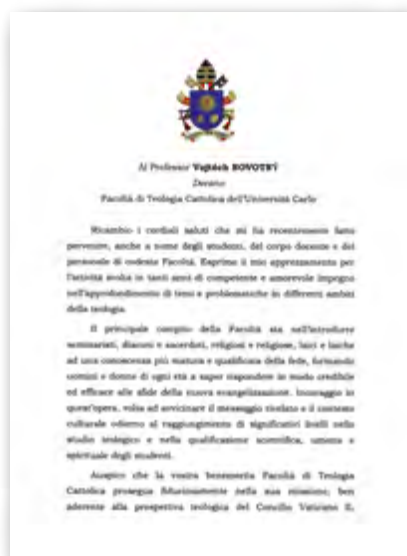 Al Professor Vojtěch NOVOTNÝ
Decano
Facoltà di Teologia Cattolica dell'Università Carlo
Ricambio i cordiali saluti che mi ha recentemente fatto
pervenire, anche a nome degli studenti, del corpo docente e del
personale di codesta Facoltà. Esprimo il mio apprezzamento per
l'attività svolta in tanti anni di competente e amorevole impegno
nell'approfondimento di temi e problematiche in differenti ambiti
della teologia.
Il principale compito della Facoltà sta nell'introdurre
seminaristi, diaconi e sacerdoti, religiosi e religiose, laici e laiche
ad una conoscenza più matura e qualificata della fede, formando
uomini e donne di ogni età a saper rispondere in modo credibile
ed efficace alle sfide della nuova evangelizzazione. Incoraggio in
quest'opera, volta ad avvicinare il messaggio rivelato e il contesto
culturale odierno al raggiungimento di significativi livelli nello
studio teologico e nella qualificazione scientifica, umana e
spirituale degli studenti.
Auspico che la vostra benemerita Facoltà di Teologia
Cattolica prosegua fiduciosamente nella sua missione, ben
aderente alla prospettiva teologica del Concilio Vaticano II,